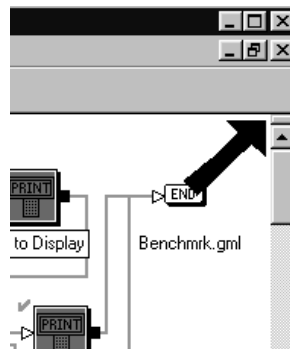 PRINT
END
to Display
Benchmrk.gml
PRINT